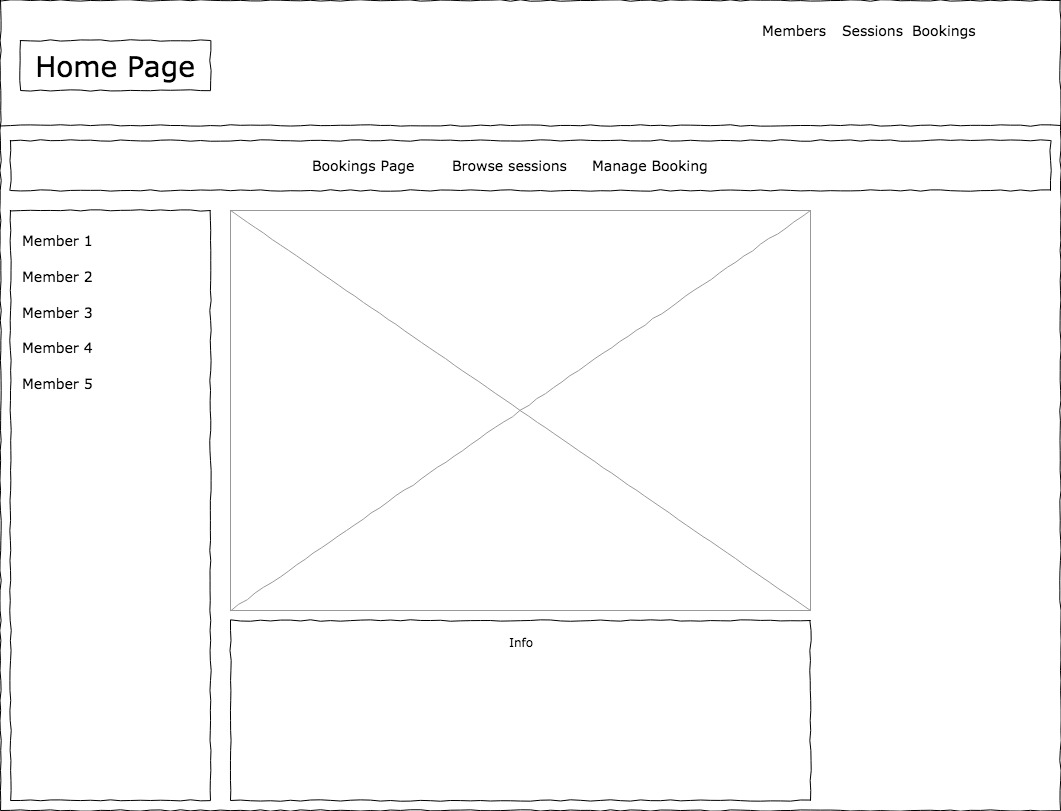 Members Sessions Bookings
Home Page
Bookings Page Browse sessions Manage Booking
Member 1
Member 2
Member 3
Member 4
Member 5
Info